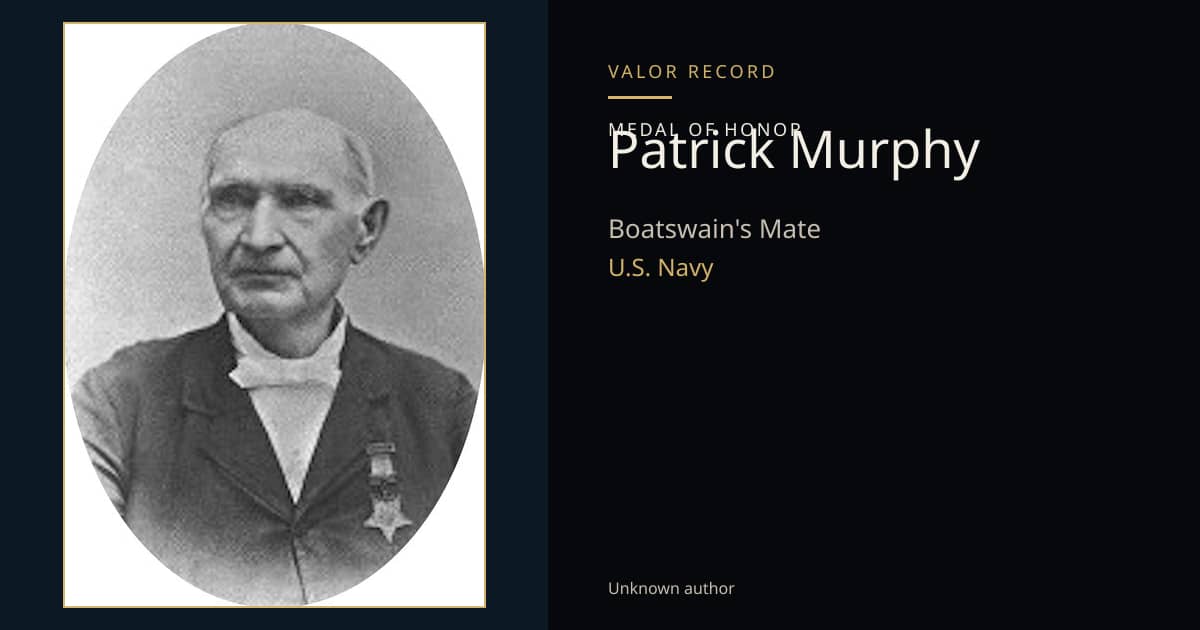 VALOR RECORD
MEDAL OF HONOR
Patrick Murphy
Boatswain's Mate
U.S. Navy
Unknown author